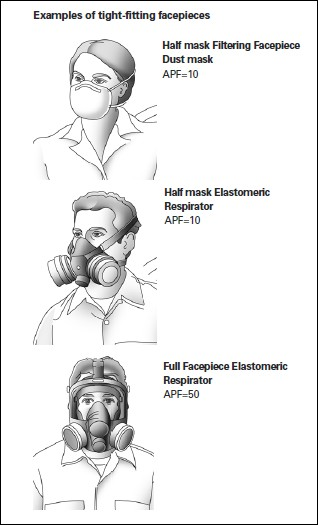 Examples of tight-fitting facepieces
Half mask Filtering Facepiece
Dust mask
APF=10
Half mask Elastomeric
Respirator
APF=10
Full Facepiece Elastomeric
Respirator
APF=50